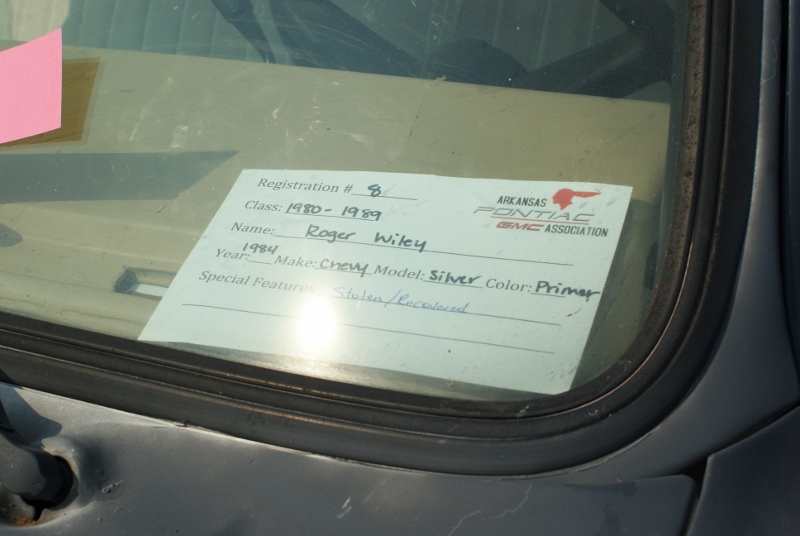 Registration # 8
Class: 1980 - 1989
ARKANSAS
PONTIAC
GMC ASSOCIATION
Name: Roger Wiley
Year: 1984 Make: Chevy Model: Silver Color: Primer
Special Features: Stolen/Recovered